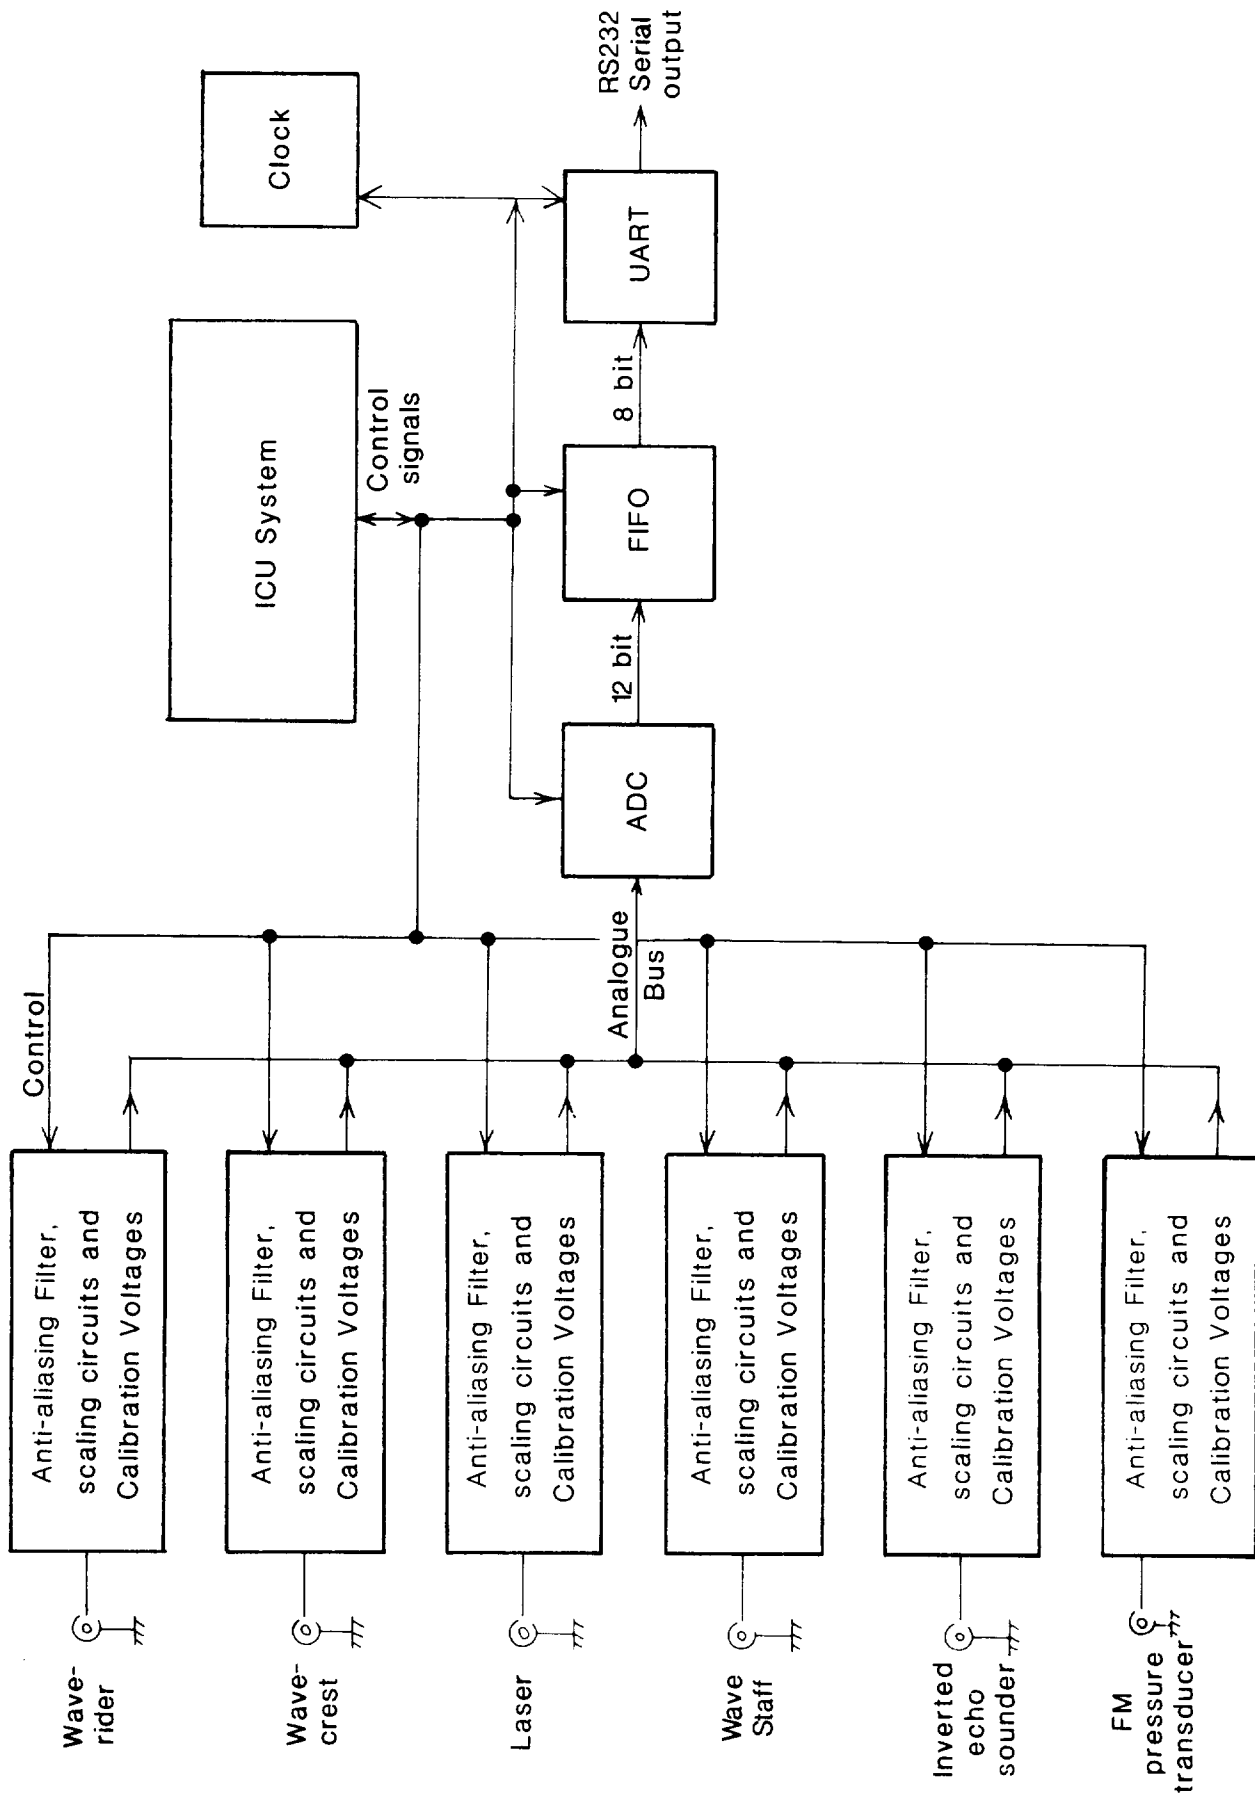 Wave-
rider
Anti-aliasing Filter,
scaling circuits and
Calibration Voltages
Control
Wave-
crest
Anti-aliasing Filter,
scaling circuits and
Calibration Voltages
Laser
Anti-aliasing Filter,
scaling circuits and
Calibration Voltages
Wave
Staff
Anti-aliasing Filter,
scaling circuits and
Calibration Voltages
Inverted
echo
sounder
Anti-aliasing Filter,
scaling circuits and
Calibration Voltages
FM
pressure
transducer
Anti-aliasing Filter,
scaling circuits and
Calibration Voltages
Analogue
Bus
ICU System
Control
signals
Clock
ADC
12 bit
FIFO
8 bit
UART
RS232
Serial
output